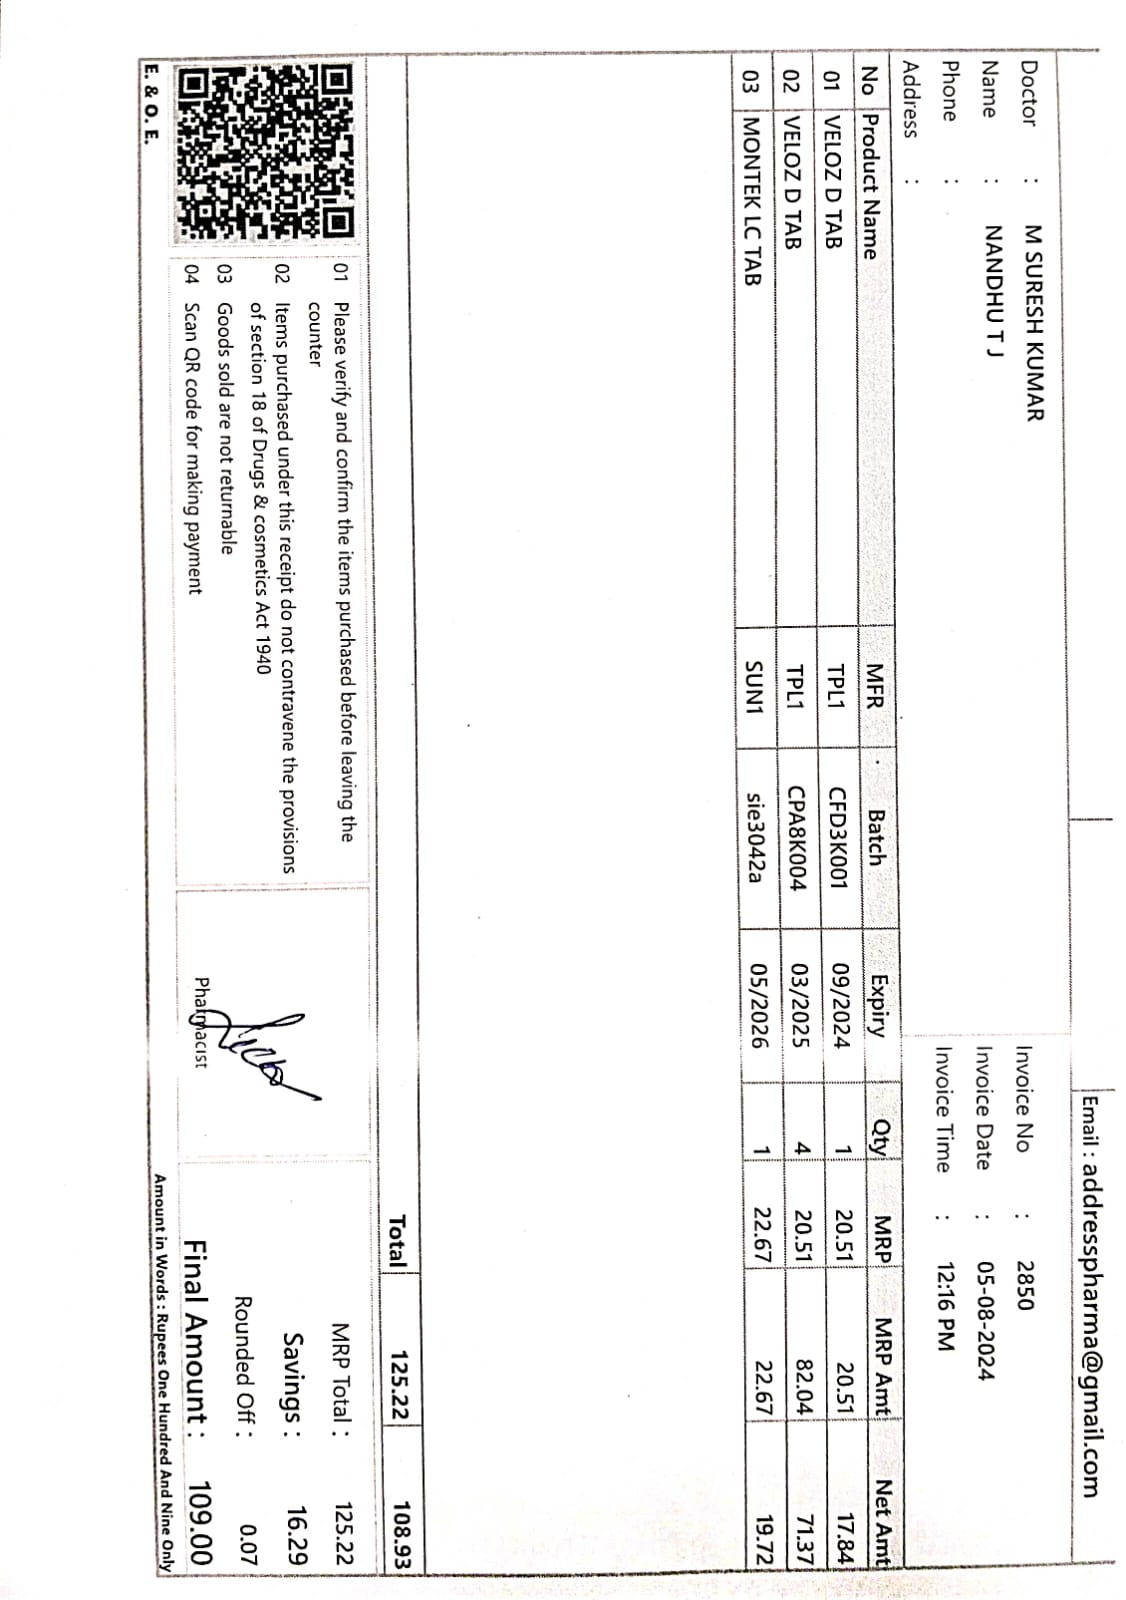 Email : addresspharma@gmail.com
Doctor : M SURESH KUMAR
Name : NANDHU T J
Phone :
Address :
Invoice No : 2850
Invoice Date : 05-08-2024
Invoice Time : 12:16 PM
No Product Name MFR Batch Expiry Qty MRP MRP Amt Net Amt
01 VELOZ D TAB TPL1 CFD3K001 09/2024 1 20.51 20.51 17.84
02 VELOZ D TAB TPL1 CPA8K004 03/2025 4 20.51 82.04 71.37
03 MONTEK LC TAB SUN1 sie3042a 05/2026 1 22.67 22.67 19.72
Total 125.22 108.93
01 Please verify and confirm the items purchased before leaving the
counter
02 Items purchased under this receipt do not contravene the provisions
of section 18 of Drugs & cosmetics Act 1940
03 Goods sold are not returnable
04 Scan QR code for making payment
E. & O. E.
Pharmacist
MRP Total : 125.22
Savings : 16.29
Rounded Off : 0.07
Final Amount : 109.00
Amount in Words : Rupees One Hundred And Nine Only